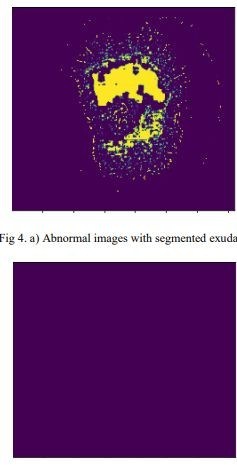 Fig 4. a) Abnormal images with segmented exuda